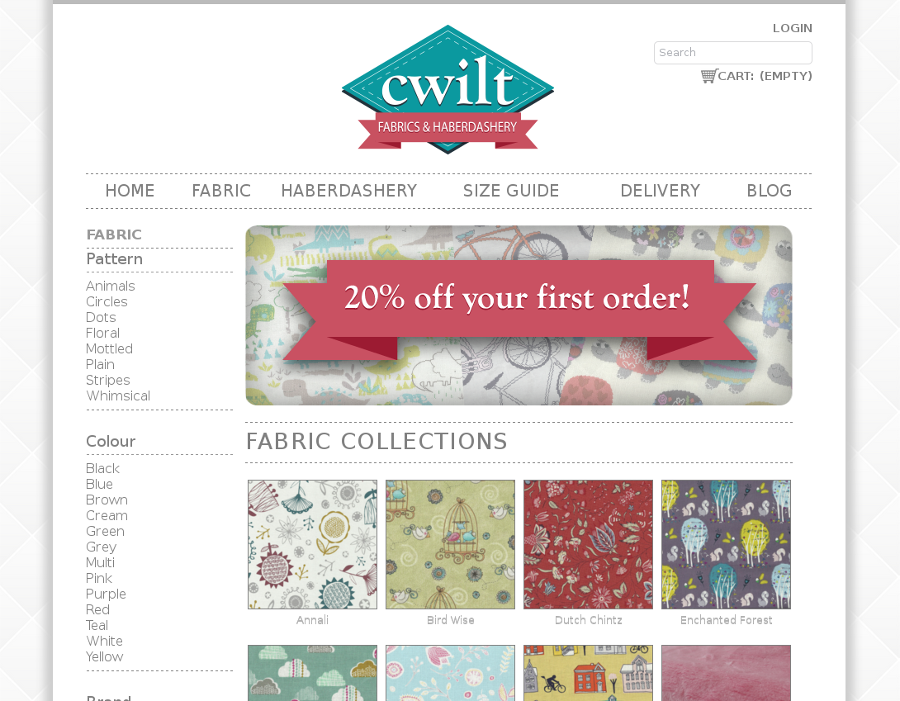 LOGIN
Search
CART: (EMPTY)
cwilt
FABRICS & HABERDASHERY
HOME FABRIC HABERDASHERY SIZE GUIDE DELIVERY BLOG
FABRIC
Pattern
Animals
Circles
Dots
Floral
Mottled
Plain
Stripes
Whimsical
Colour
Black
Blue
Brown
Cream
Green
Grey
Multi
Pink
Purple
Red
Teal
White
Yellow
Brand
20% off your first order!
FABRIC COLLECTIONS
Annali
Bird Wise
Dutch Chintz
Enchanted Forest